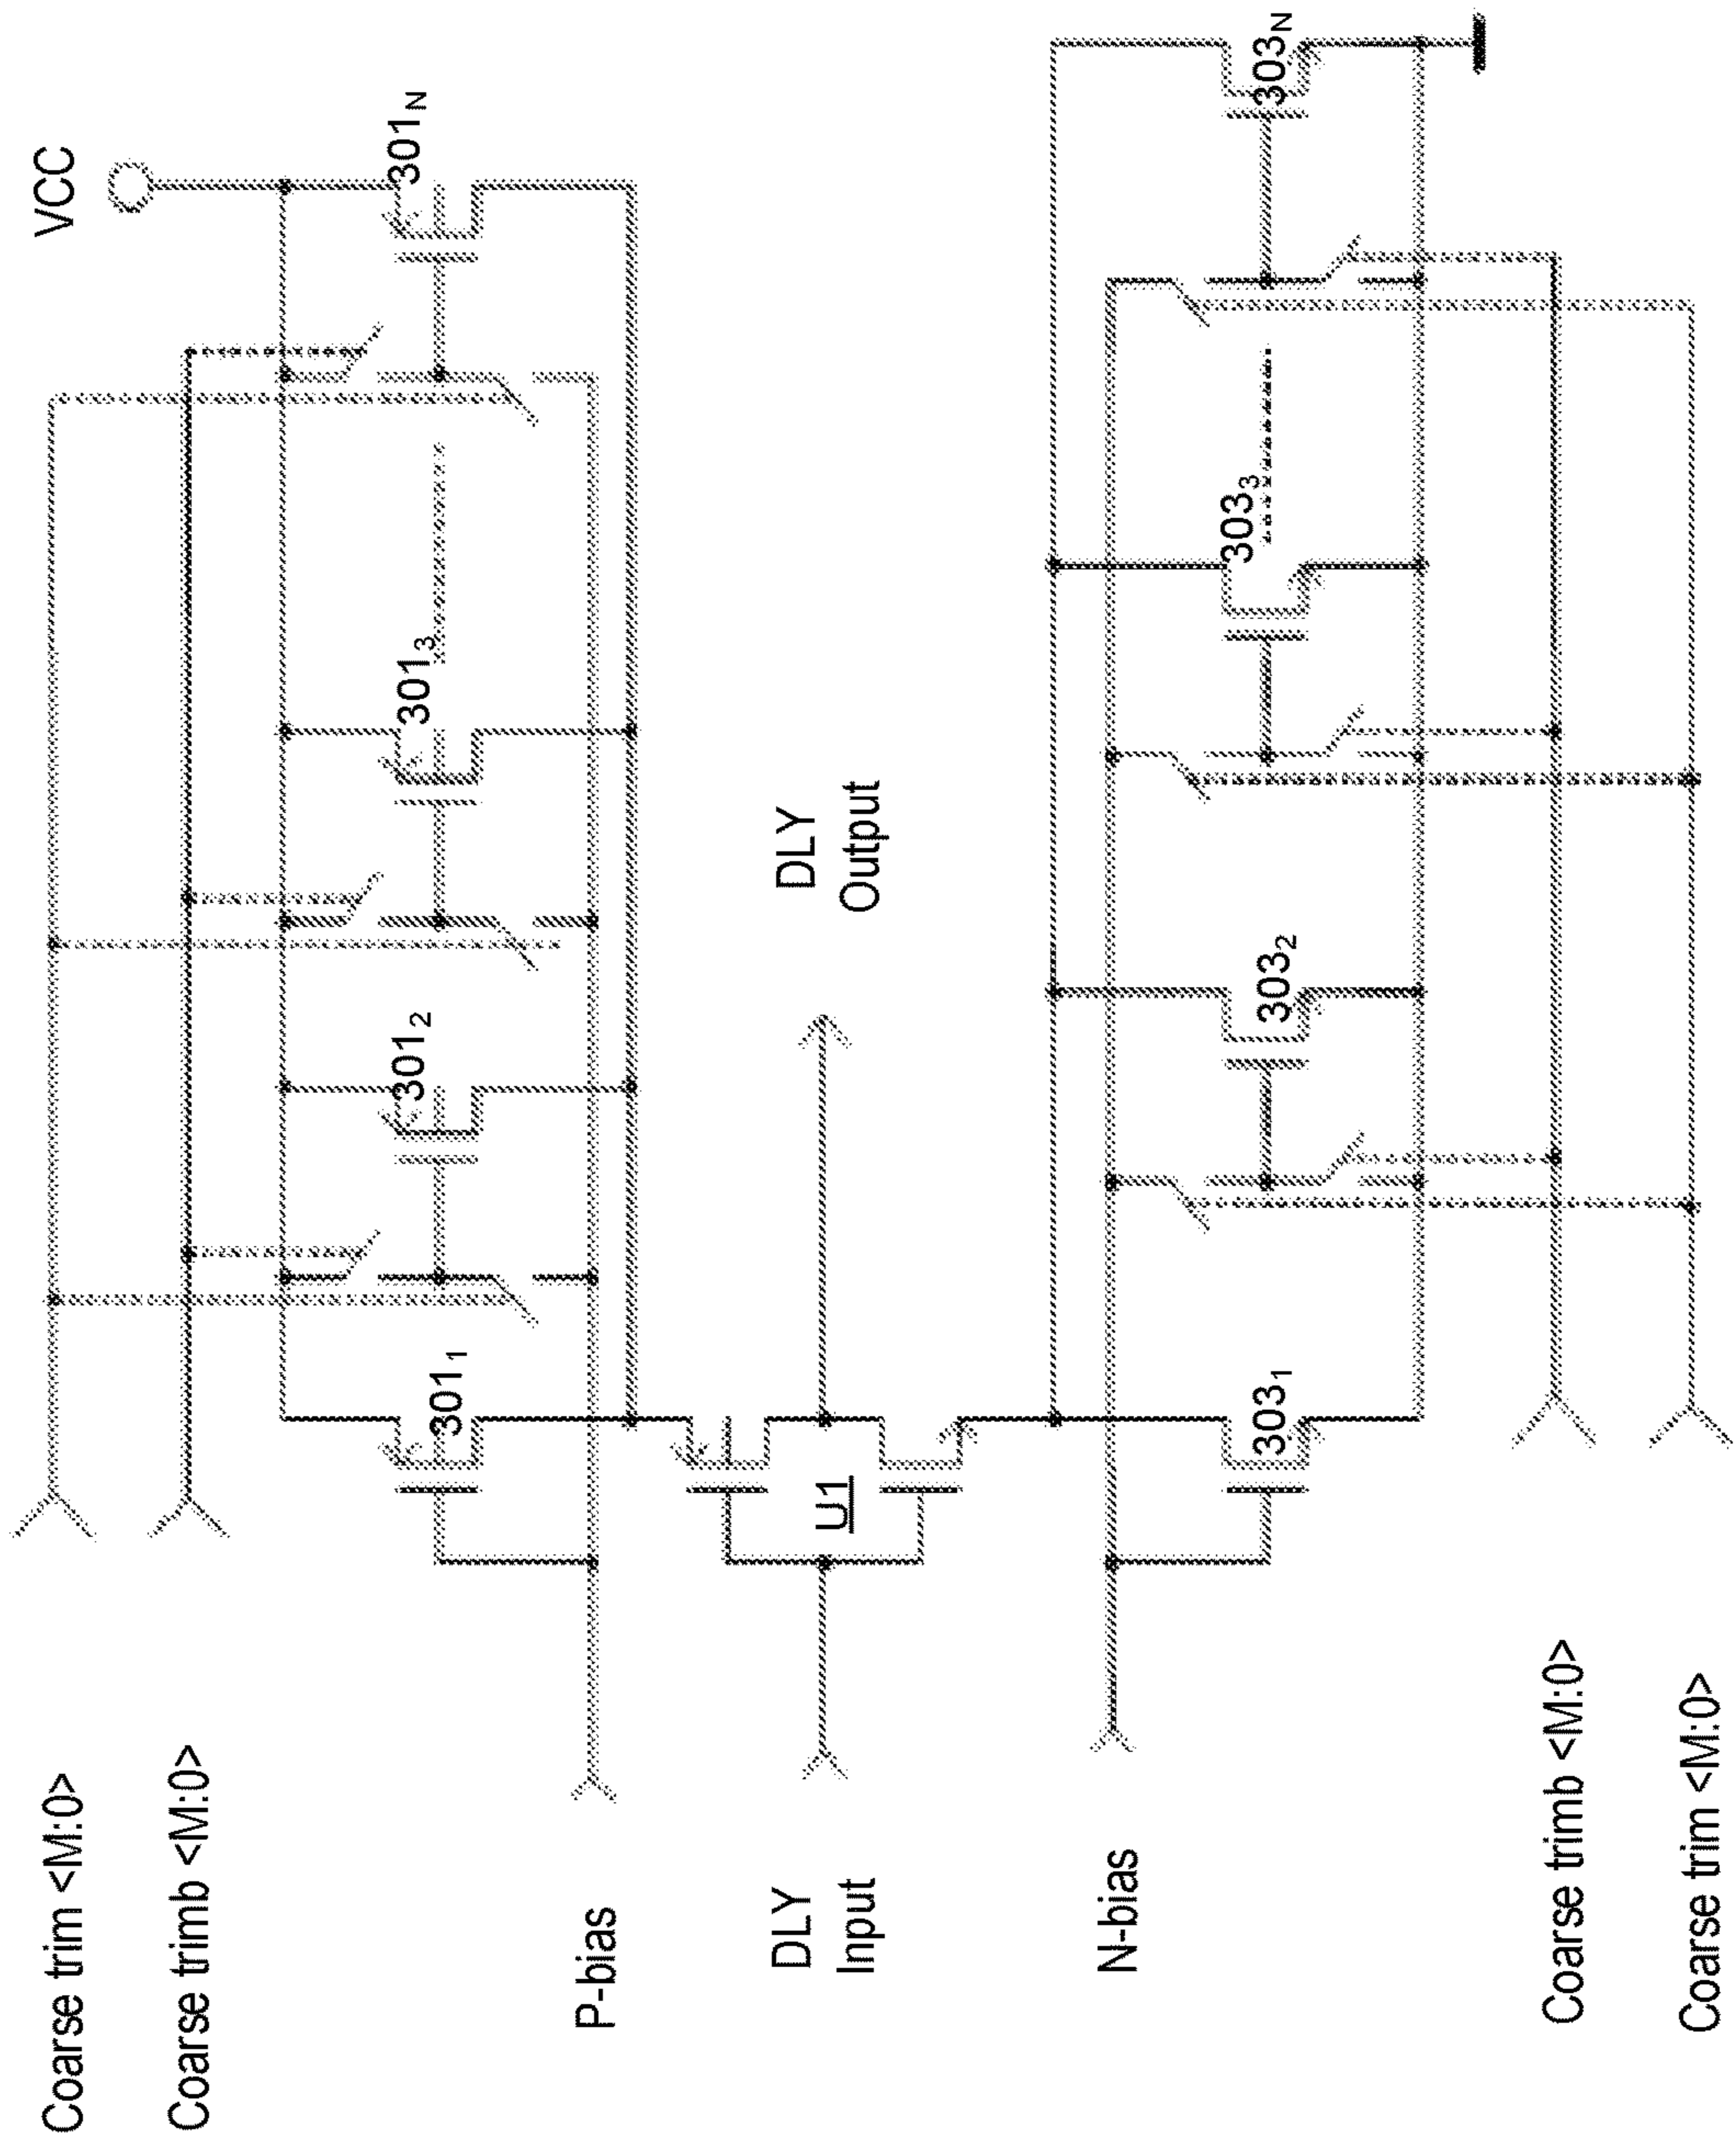 Coarse trim <M:0>
Coarse trimb <M:0>
VCC
301₁
301₂
301₃
301N
P-bias
DLY
Input
U1
DLY
Output
N-bias
303₁
303₂
303₃
303N
Coarse trimb <M:0>
Coarse trim <M:0>